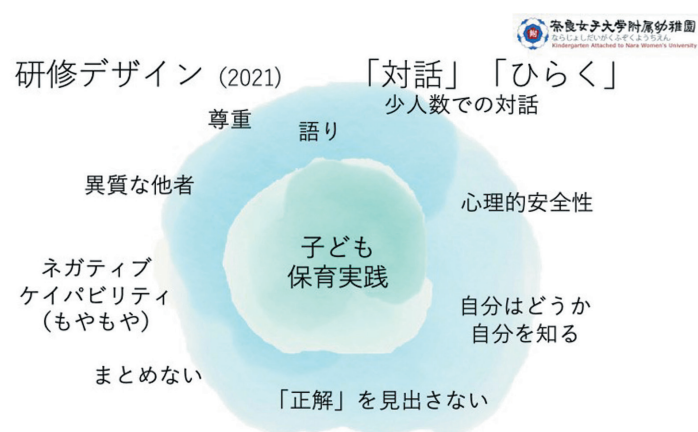 奈良女子大学附属幼稚園
ならじょしだいがくふぞくようちえん
Kindergarten Attached to Nara Women's University
研修デザイン (2021) 「対話」「ひらく」
少人数での対話
尊重
語り
異質な他者
心理的安全性
子ども
保育実践
ネガティブ
ケイパビリティ
(もやもや)
自分はどうか
自分を知る
まとめない
「正解」を見出さない